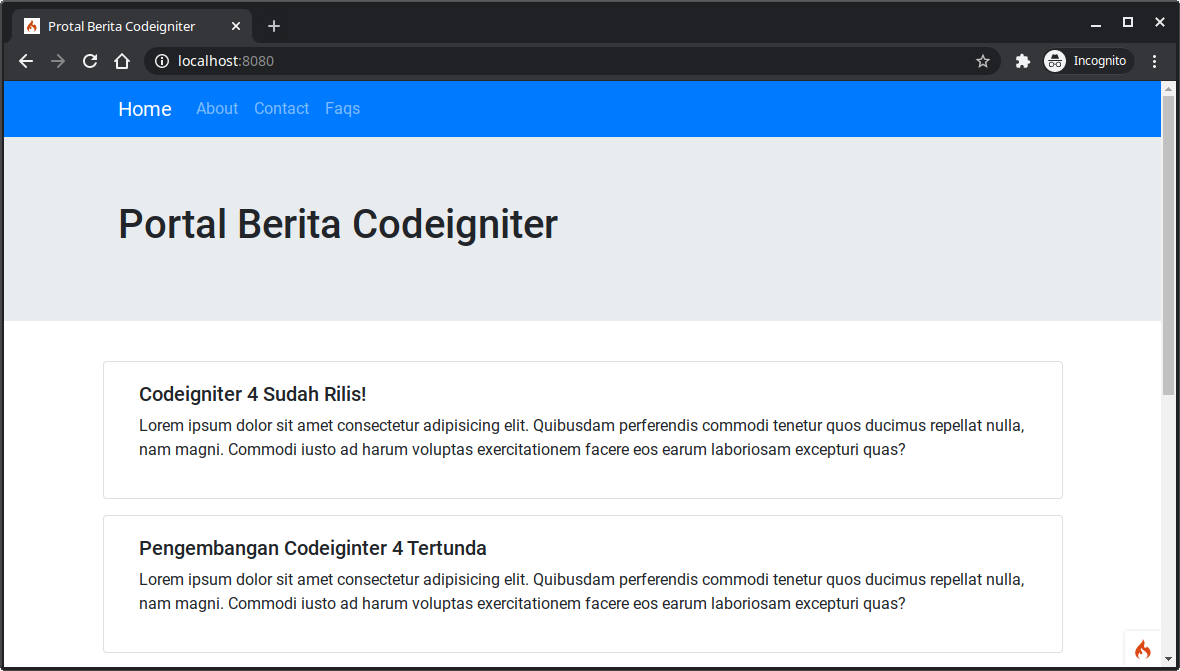 Protal Berita Codeigniter
localhost:8080
Incognito
Home About Contact Faqs
Portal Berita Codeigniter
Codeigniter 4 Sudah Rilis!
Lorem ipsum dolor sit amet consectetur adipisicing elit. Quibusdam perferendis commodi tenetur quos ducimus repellat nulla,
nam magni. Commodi iusto ad harum voluptas exercitationem facere eos earum laboriosam excepturi quas?
Pengembangan Codeiginter 4 Tertunda
Lorem ipsum dolor sit amet consectetur adipisicing elit. Quibusdam perferendis commodi tenetur quos ducimus repellat nulla,
nam magni. Commodi iusto ad harum voluptas exercitationem facere eos earum laboriosam excepturi quas?